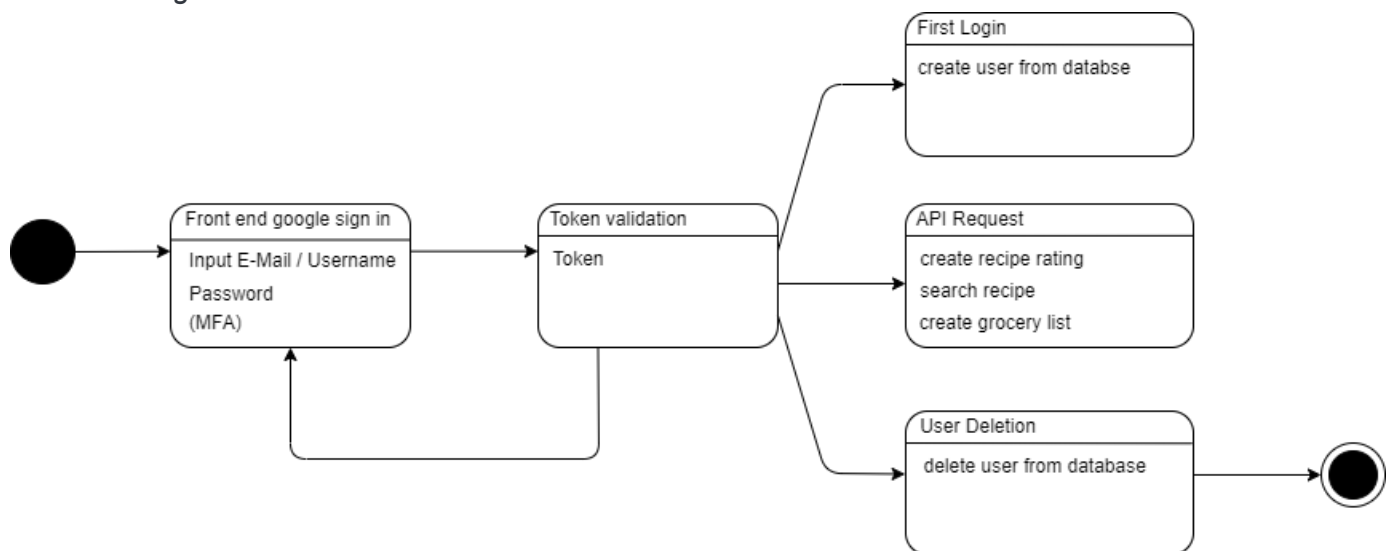 First Login
create user from databse
Front end google sign in
Input E-Mail / Username
Password
(MFA)
Token validation
Token
API Request
create recipe rating
search recipe
create grocery list
User Deletion
delete user from database